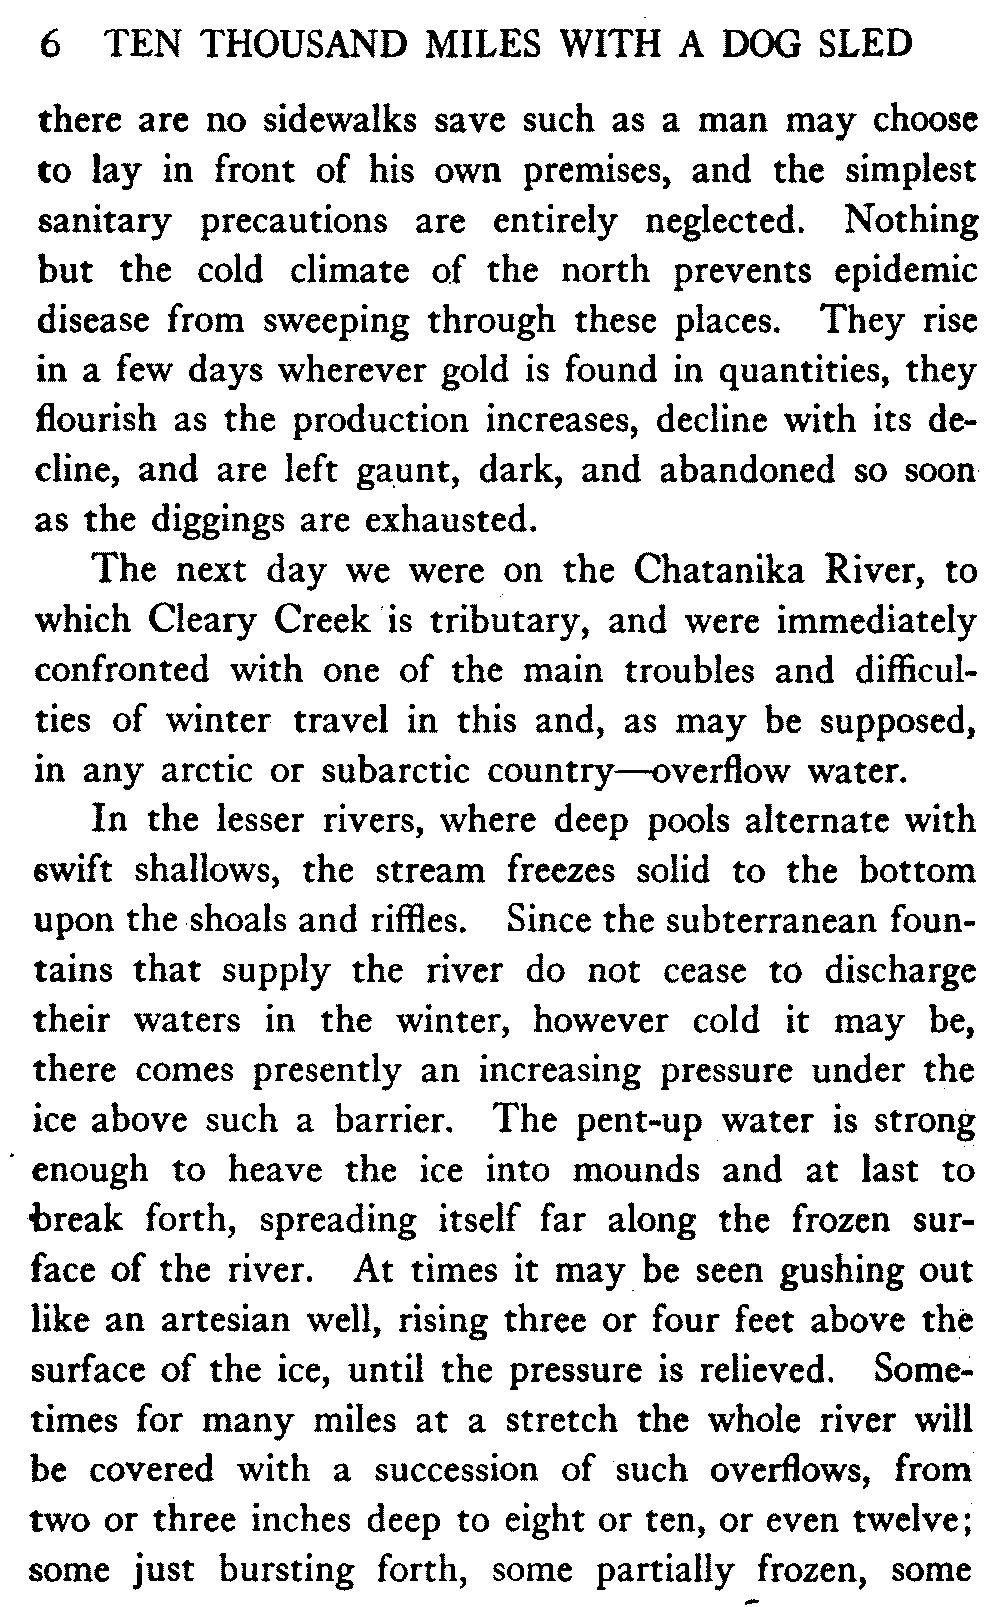 6 TEN THOUSAND MILES WITH A DOG SLED
there are no sidewalks save such as a man may choose
to lay in front of his own premises, and the simplest
sanitary precautions are entirely neglected. Nothing
but the cold climate of the north prevents epidemic
disease from sweeping through these places. They rise
in a few days wherever gold is found in quantities, they
flourish as the production increases, decline with its de-
cline, and are left gaunt, dark, and abandoned so soon
as the diggings are exhausted.
The next day we were on the Chatanika River, to
which Cleary Creek is tributary, and were immediately
confronted with one of the main troubles and difficul-
ties of winter travel in this and, as may be supposed,
in any arctic or subarctic country—overflow water.
In the lesser rivers, where deep pools alternate with
swift shallows, the stream freezes solid to the bottom
upon the shoals and riffles. Since the subterranean foun-
tains that supply the river do not cease to discharge
their waters in the winter, however cold it may be,
there comes presently an increasing pressure under the
ice above such a barrier. The pent-up water is strong
enough to heave the ice into mounds and at last to
break forth, spreading itself far along the frozen sur-
face of the river. At times it may be seen gushing out
like an artesian well, rising three or four feet above the
surface of the ice, until the pressure is relieved. Some-
times for many miles at a stretch the whole river will
be covered with a succession of such overflows, from
two or three inches deep to eight or ten, or even twelve;
some just bursting forth, some partially frozen, some